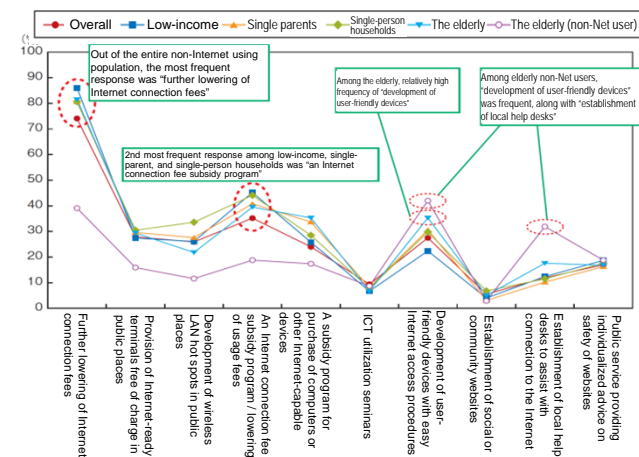 Overall
Low-income
Single parents
Single-person
households
The elderly
The elderly (non-Net user)
(%
100
90
80
70
60
50
40
30
20
10
0
Out of the entire non-Internet using
population, the most frequent
response was “further lowering of
Internet connection fees”
2nd most frequent response among low-income, single-
parent, and single-person households was “an Internet
connection fee subsidy program”
Among the elderly, relatively high
frequency of “development of
user-friendly devices”
Among elderly non-Net users,
“development of user-friendly devices”
was frequent, along with “establishment
of local help desks”
Further lowering of Internet
connection fees
Provision of Internet-ready
terminals free of charge in
public places
Development of wireless
LAN hot spots in public
places
An Internet connection fee
subsidy program / lowering
of usage fees
A subsidy program for
purchase of computers or
other Internet-capable
devices
ICT utilization seminars
Development of user-
friendly devices with easy
Internet access procedures
Establishment of social or
community websites
Establishment of local help
desks to assist with
connection to the Internet
Public service providing
individualized advice on
safety of websites